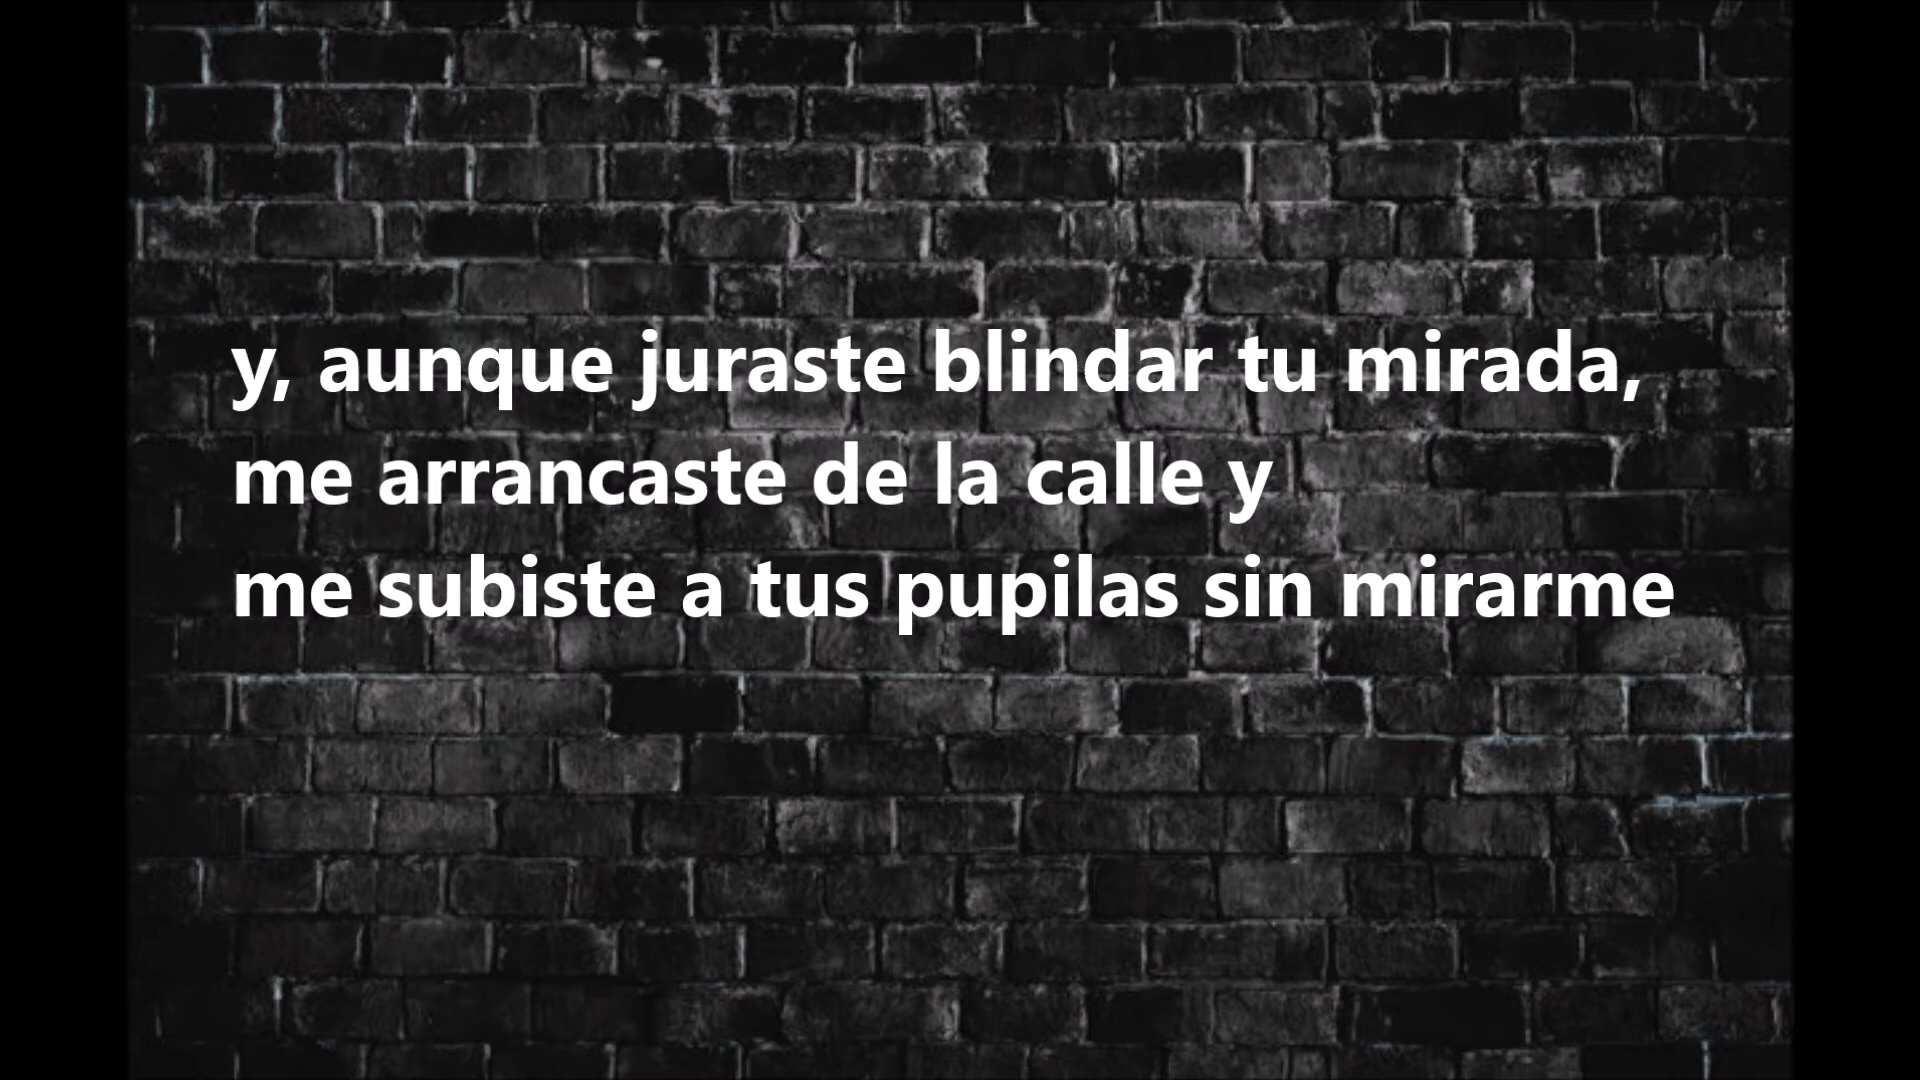 y, aunque juraste blindar tu mirada,
me arrancaste de la calle y
me subiste a tus pupilas sin mirarme